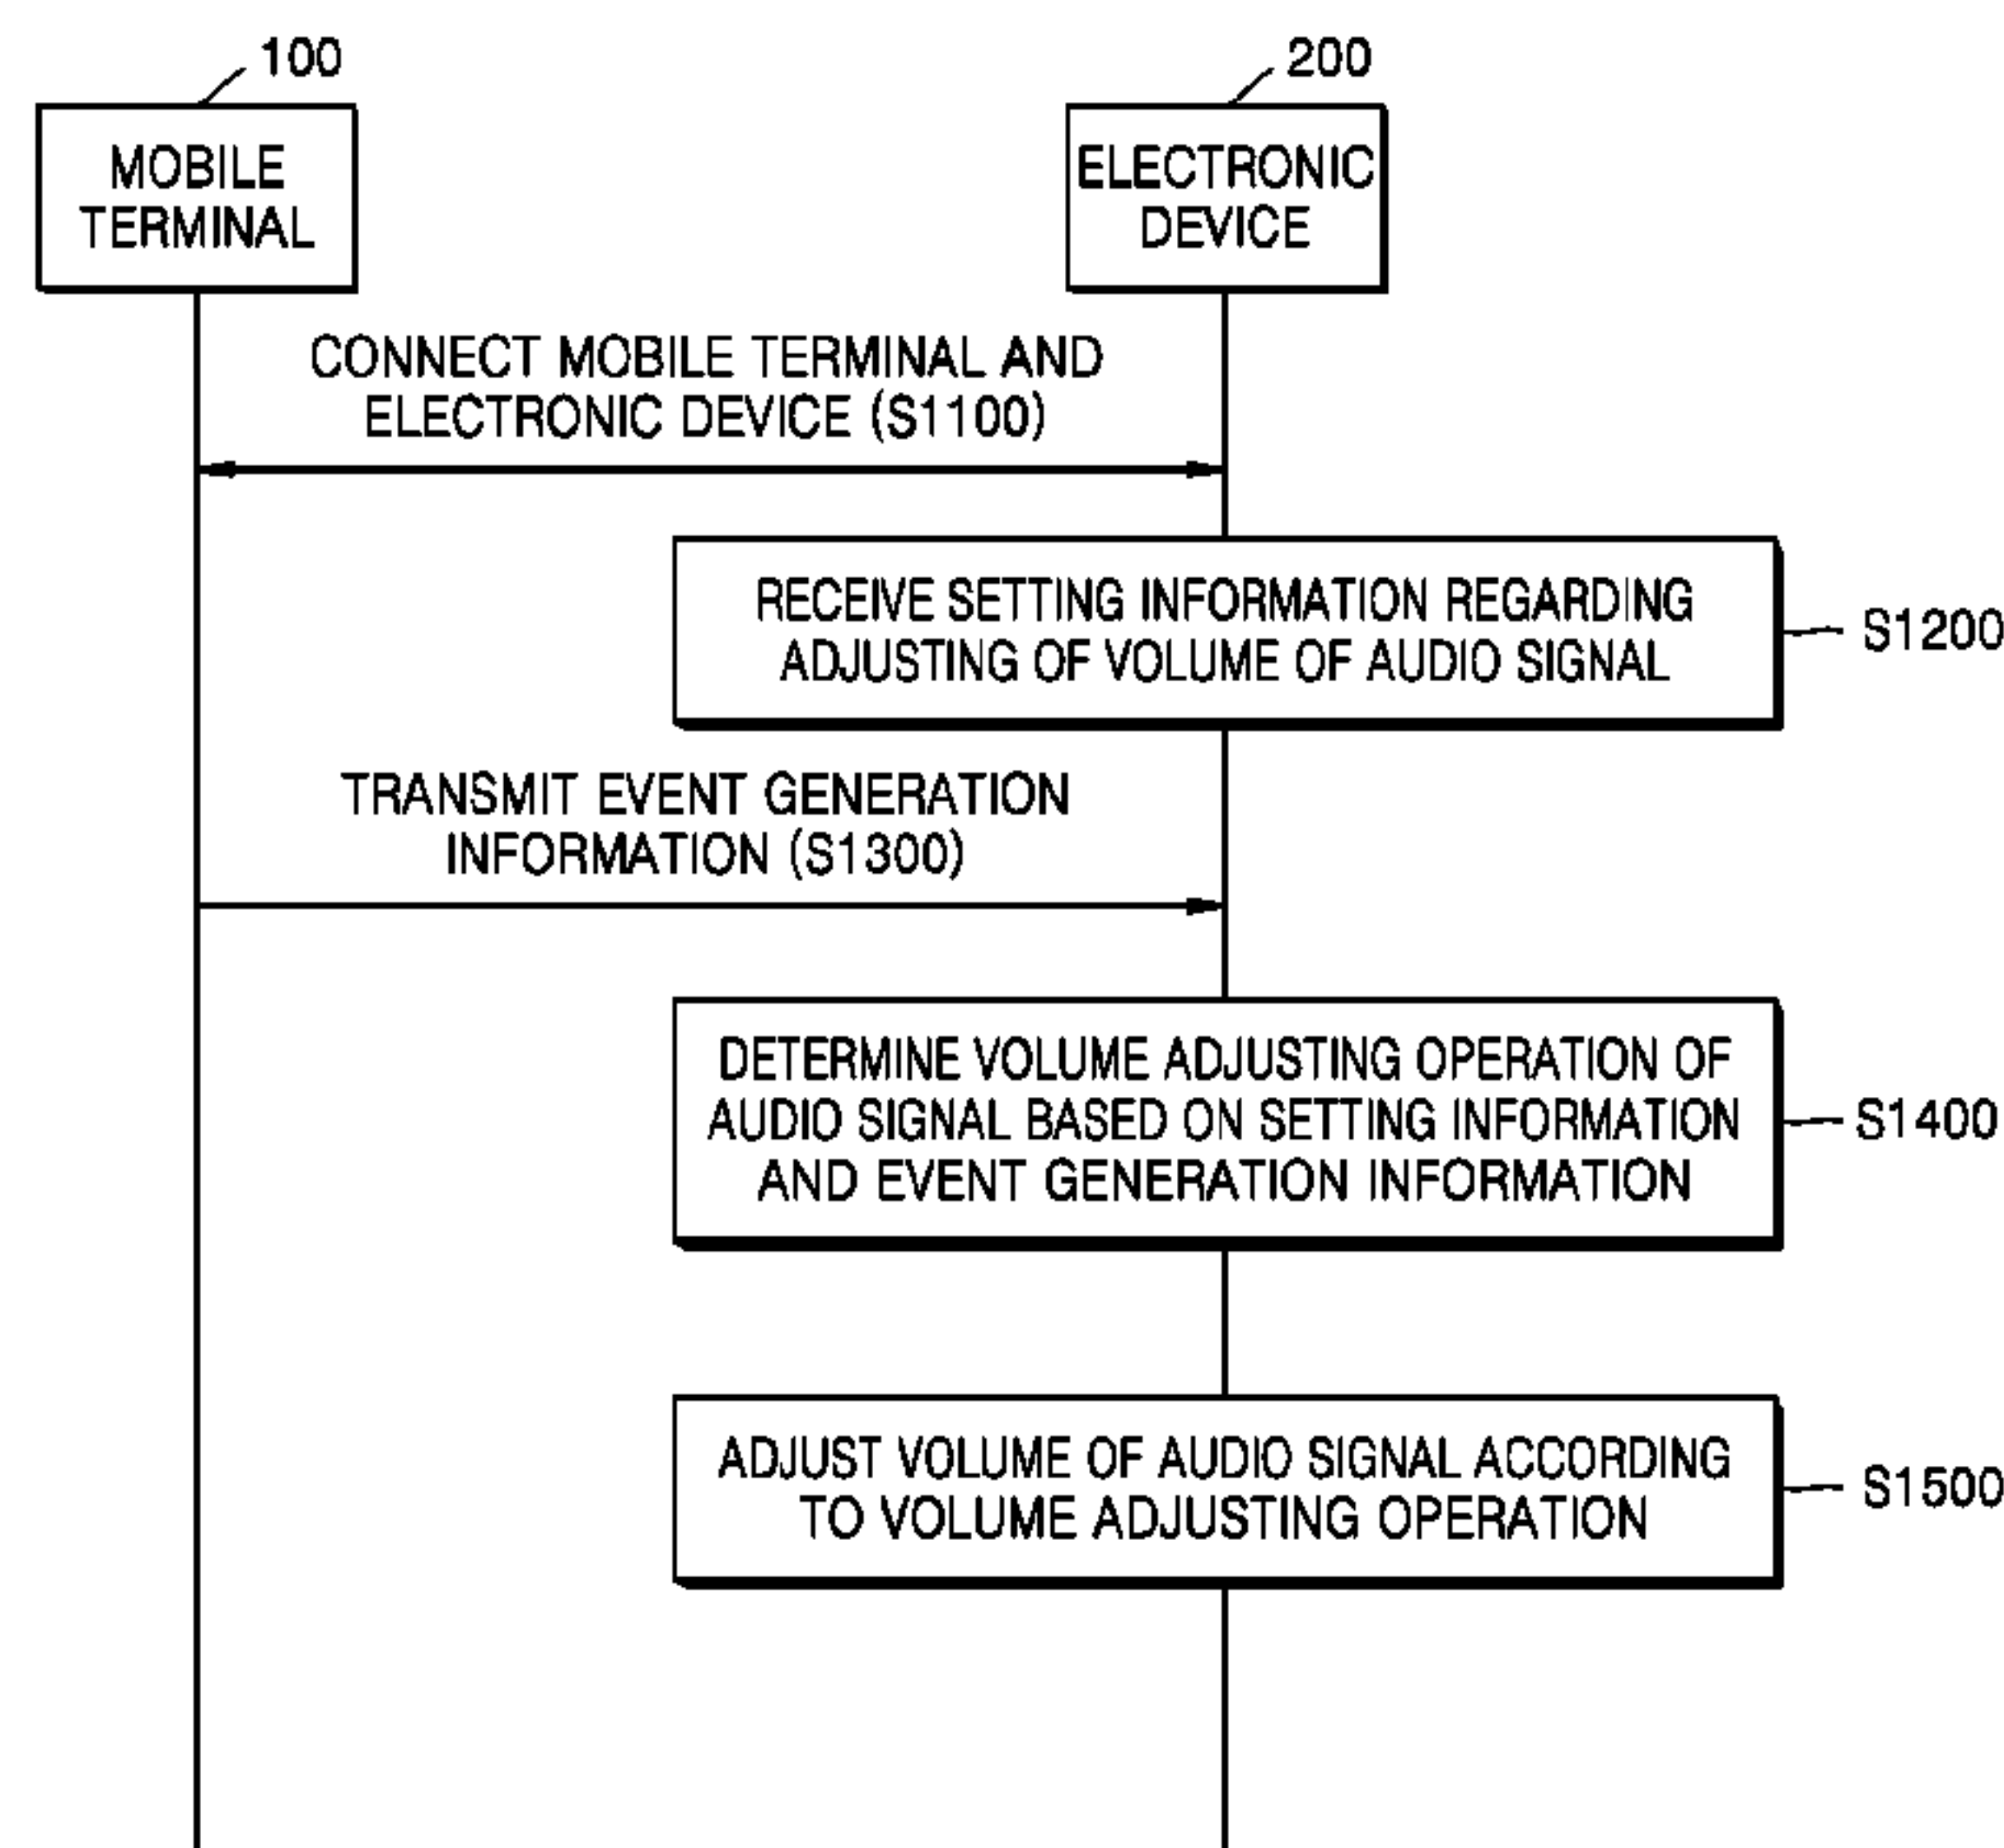 100
200
MOBILE
TERMINAL
ELECTRONIC
DEVICE
CONNECT MOBILE TERMINAL AND
ELECTRONIC DEVICE (S1100)
RECEIVE SETTING INFORMATION REGARDING
ADJUSTING OF VOLUME OF AUDIO SIGNAL
S1200
TRANSMIT EVENT GENERATION
INFORMATION (S1300)
DETERMINE VOLUME ADJUSTING OPERATION OF
AUDIO SIGNAL BASED ON SETTING INFORMATION
AND EVENT GENERATION INFORMATION
S1400
ADJUST VOLUME OF AUDIO SIGNAL ACCORDING
TO VOLUME ADJUSTING OPERATION
S1500